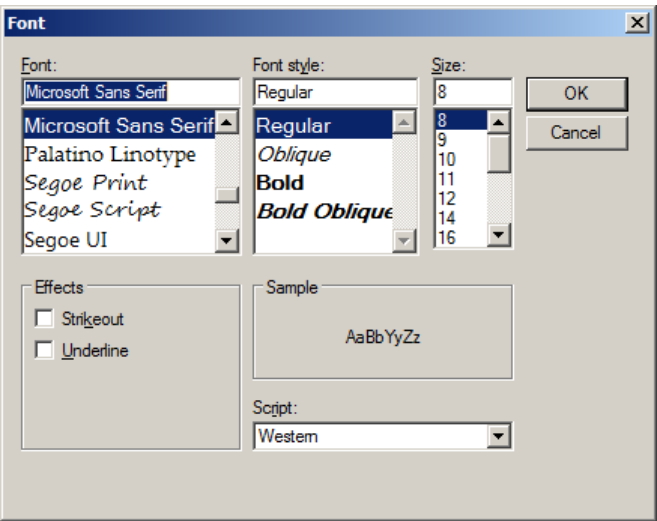 Font
Font:
Microsoft Sans Serif
Microsoft Sans Serif
Palatino Linotype
Segoe Print
Segoe Script
Segoe UI
Font style:
Regular
Regular
Oblique
Bold
Bold Oblique
Size:
8
8
9
10
11
12
14
16
OK
Cancel
Effects
Strikeout
Underline
Sample
AaBbYyZz
Script:
Western